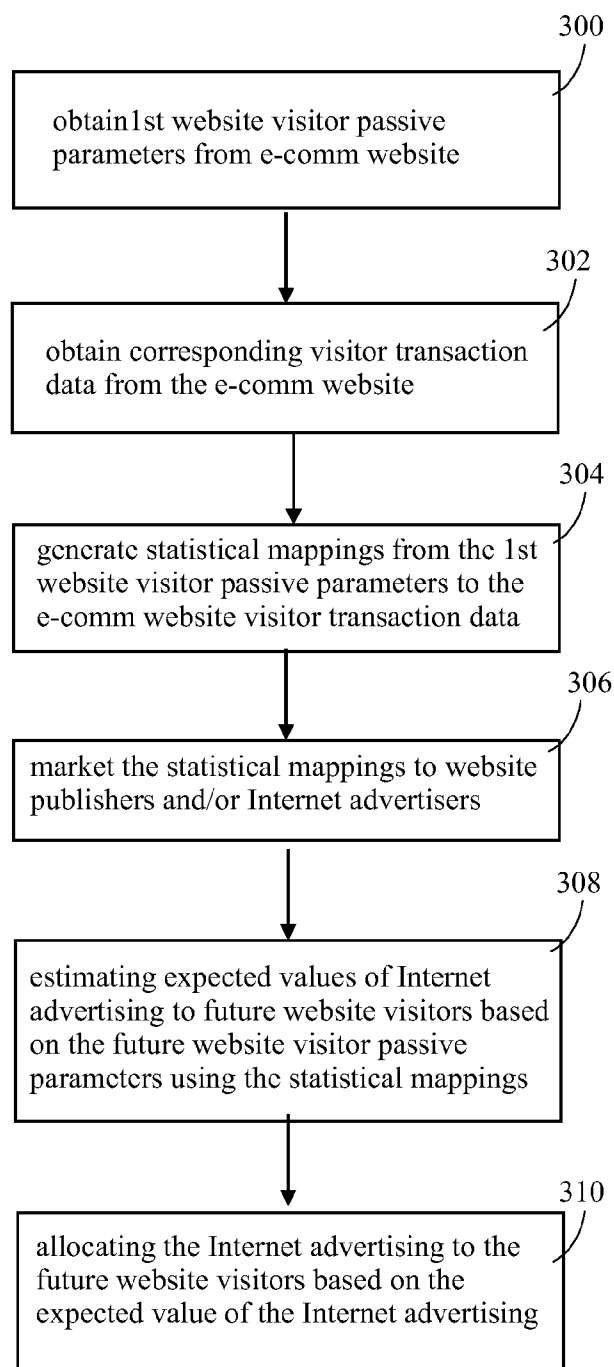 300
obtain1st website visitor passive
parameters from e-comm website
302
obtain corresponding visitor transaction
data from the e-comm website
304
generate statistical mappings from the 1st
website visitor passive parameters to the
e-comm website visitor transaction data
306
market the statistical mappings to website
publishers and/or Internet advertisers
308
estimating expected values of Internet
advertising to future website visitors based
on the future website visitor passive
parameters using the statistical mappings
310
allocating the Internet advertising to the
future website visitors based on the
expected value of the Internet advertising